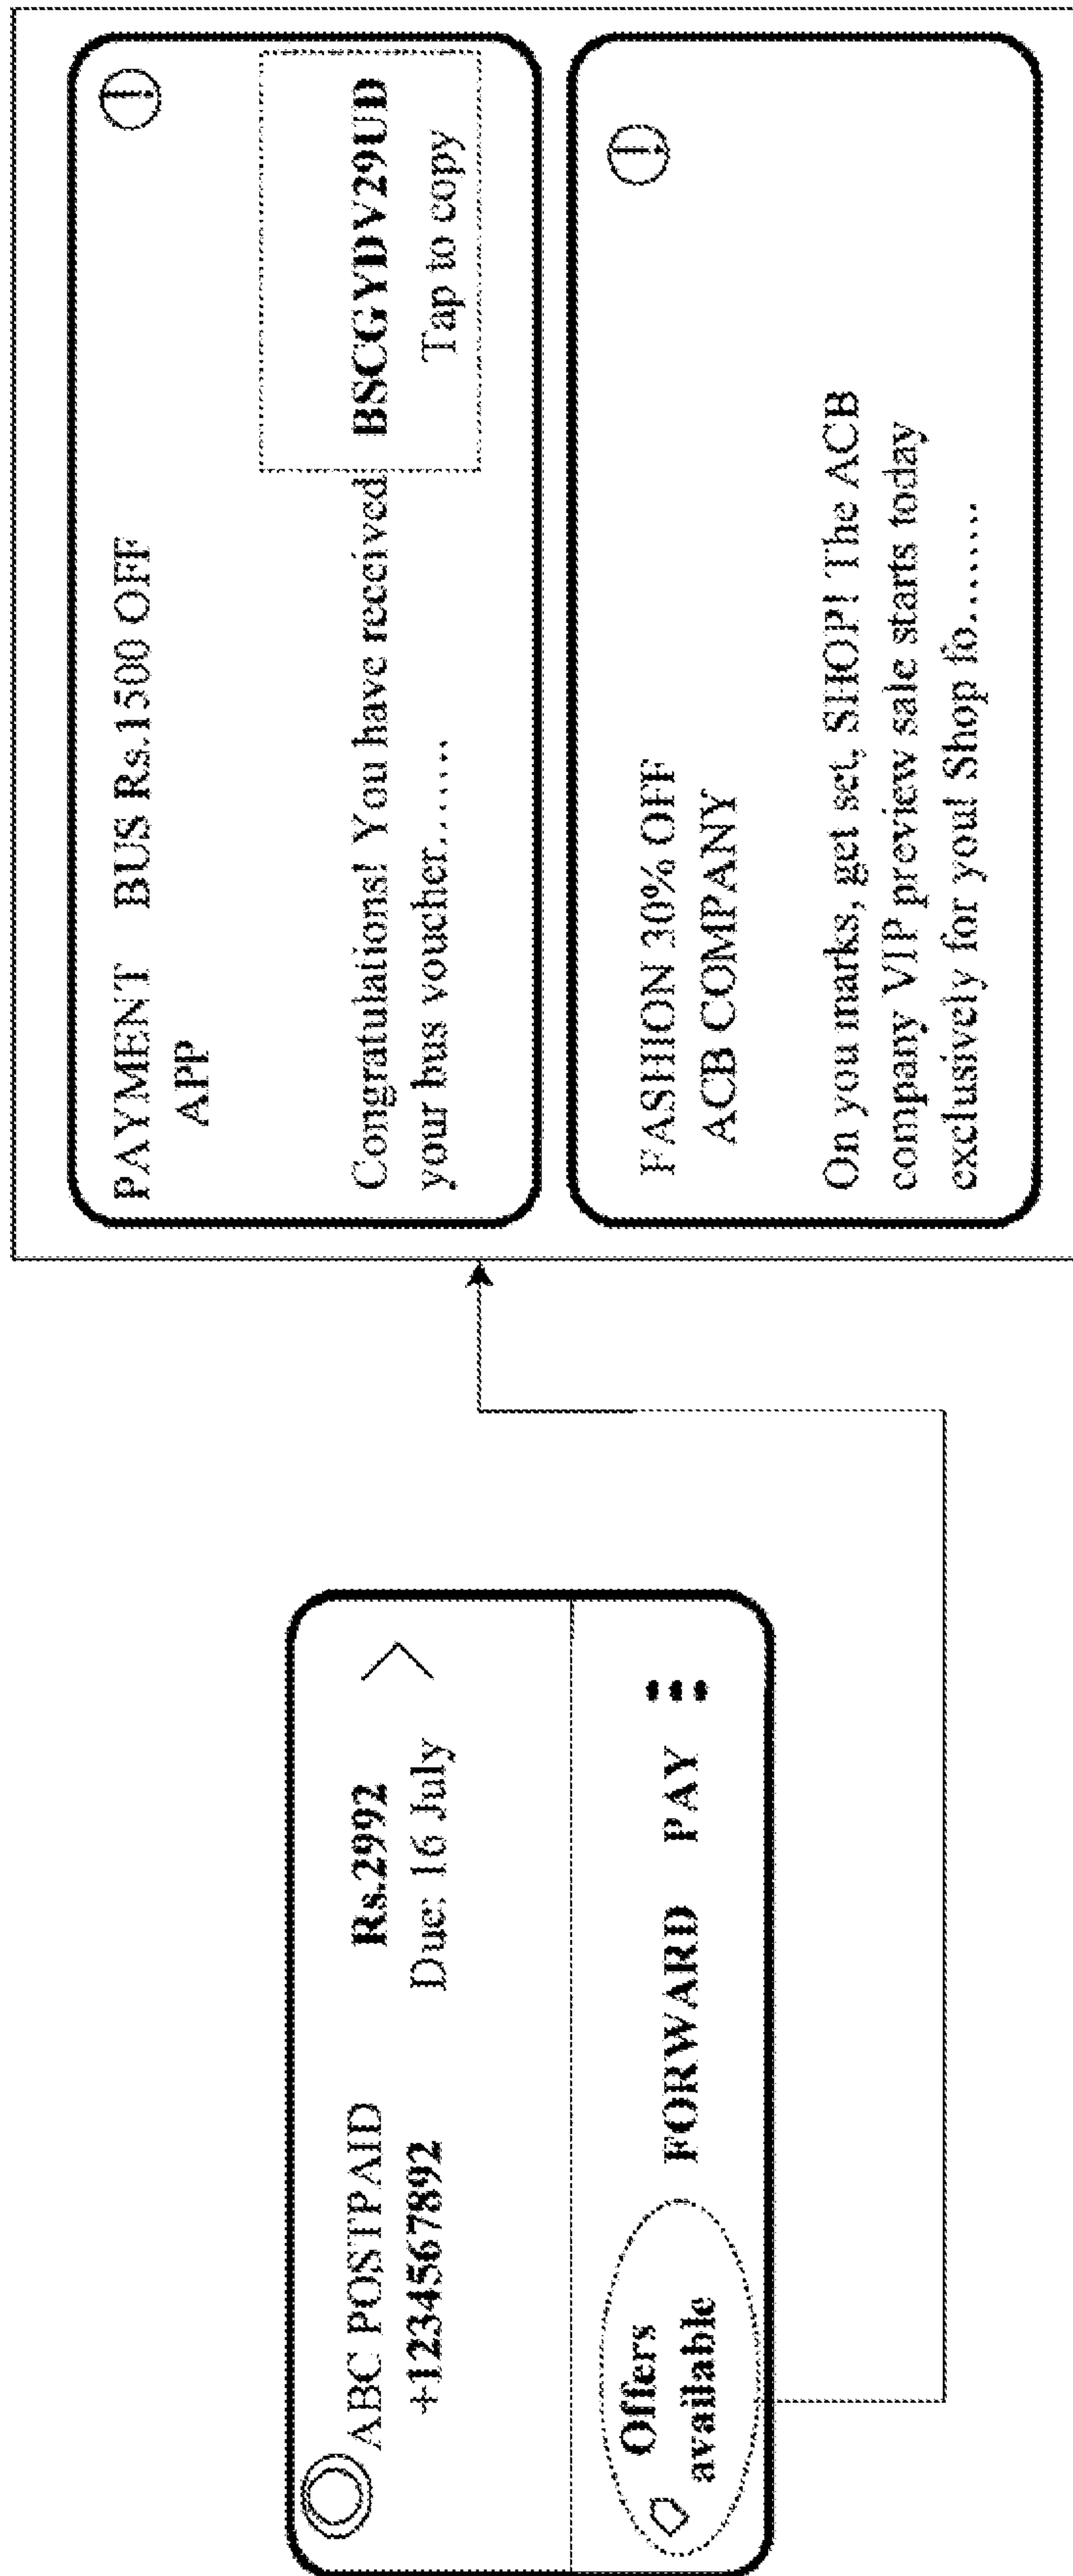 ABC POSTPAID
Rs.2992
+1234567892
Due: 16 July
Offers
available
FORWARD
PAY
PAYMENT
APP
BUS Rs.1500 OFF
Congratulations! You have received
your bus voucher........
BSCGYDV29UD
Tap to copy
FASHION 30% OFF
ACB COMPANY
On you marks, get set, SHOP! The ACB
company VIP preview sale starts today
exclusively for you! Shop fo.........